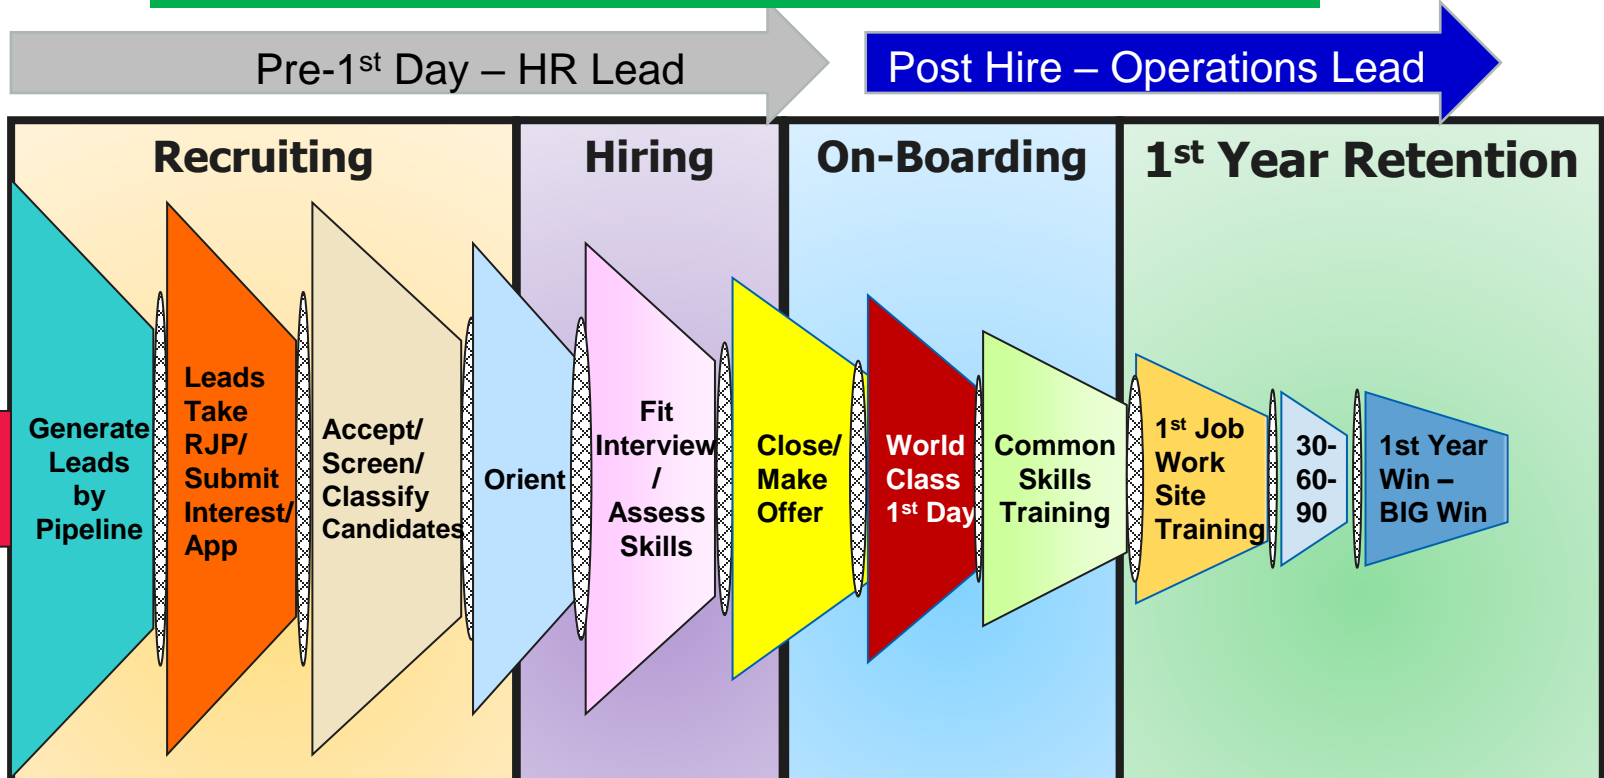 Pre-1st Day – HR Lead
Post Hire – Operations Lead
Recruiting
Hiring
On-Boarding
1st Year Retention
Generate
Leads
by
Pipeline
Leads
Take
RJP/
Submit
Interest/
App
Accept/
Screen/
Classify
Candidates
Orient
Fit
Interview
/
Assess
Skills
Close/
Make
Offer
World
Class
1st Day
Common
Skills
Training
1st Job
Work
Site
Training
30-
60-
90
1st Year
Win –
BIG Win